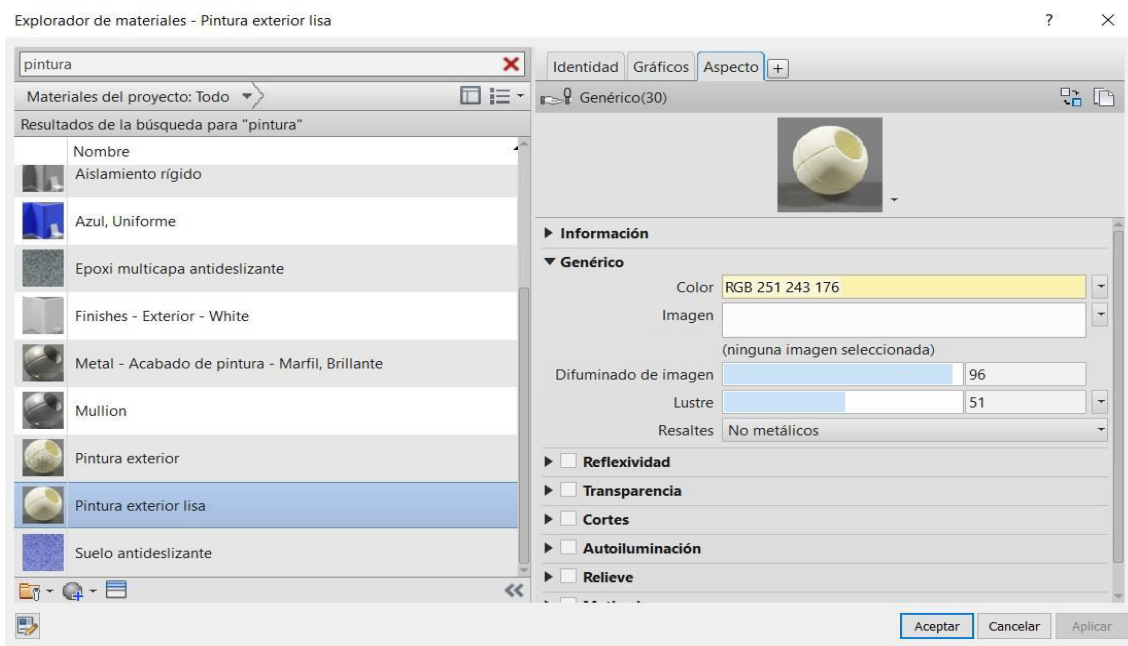 Explorador de materiales - Pintura exterior lisa
?
pintura
Materiales del proyecto: Todo
Resultados de la búsqueda para "pintura"
Nombre
Aislamiento rígido
Azul, Uniforme
Epoxi multicapa antideslizante
Finishes - Exterior - White
Metal - Acabado de pintura - Marfil, Brillante
Mullion
Pintura exterior
Pintura exterior lisa
Suelo antideslizante
Identidad Gráficos Aspecto +
Genérico(30)
Información
Genérico
Color RGB 251 243 176
Imagen
(ninguna imagen seleccionada)
Difuminado de imagen 96
Lustre 51
Resaltes No metálicos
Reflexividad
Transparencia
Cortes
Autoiluminación
Relieve
Aceptar Cancelar Aplicar